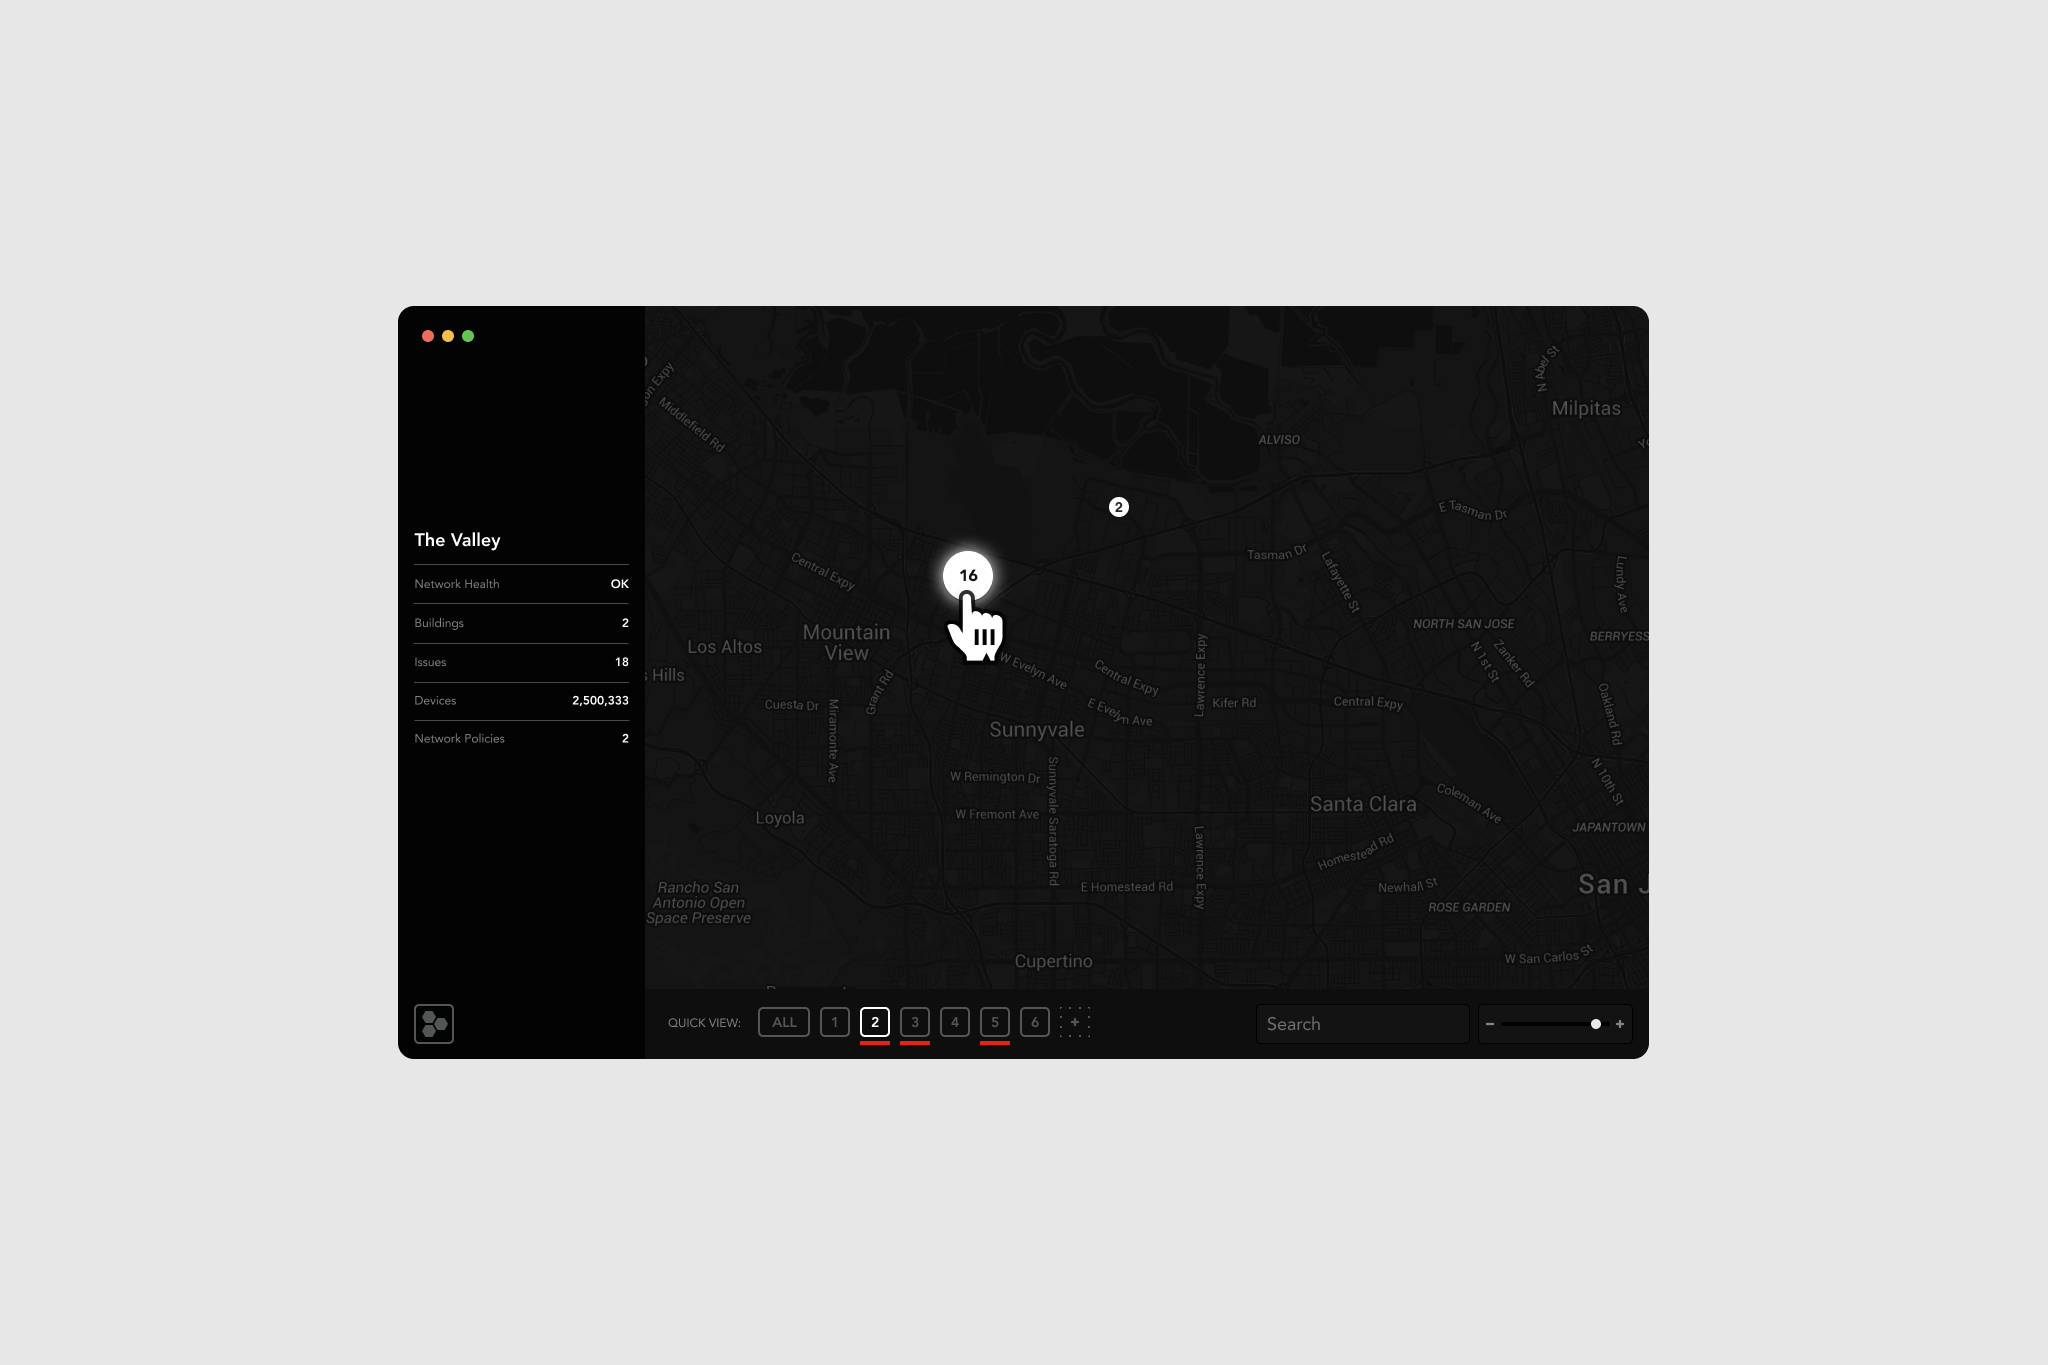 The Valley
Network Health OK
Buildings 2
Issues 18
Devices 2,500,333
Network Policies 2
Middlefield Rd
N Abel St
Milpitas
ALVISO
2
E Tasman Dr
16
Central Expy
Tasman Dr
Lafayette St
Lundy Ave
NORTH SAN JOSE
BERRYESS
Mountain
View
Los Altos
s Hills
W Evelyn Ave
Central Expy
Lawrence Expy
N 1st St
Zanker Rd
Grant Rd
Cuesta Dr
Miramonte Ave
E Evelyn Ave
Kifer Rd
Central Expy
Oakland Rd
Sunnyvale
W Remington Dr
Sunnyvale Saratoga Rd
N 10th St
Santa Clara
Coleman Ave
Loyola
W Fremont Ave
JAPANTOWN
Lawrence Expy
Homestead Rd
Rancho San
Antonio Open
Space Preserve
E Homestead Rd
Newhall St
San J
ROSE GARDEN
Cupertino
W San Carlos St
QUICK VIEW: ALL 1 2 3 4 5 6 +
Search
− +